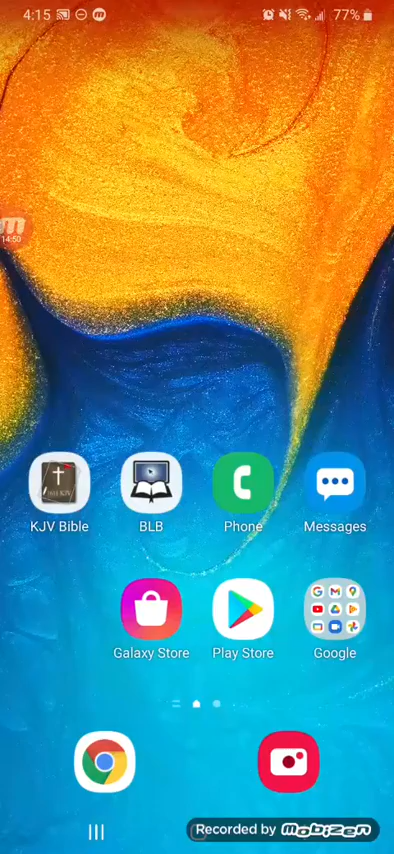 4:15 77%
14:50
KJV Bible BLB Phone Messages
Galaxy Store Play Store Google
Recorded by MOBIZEN